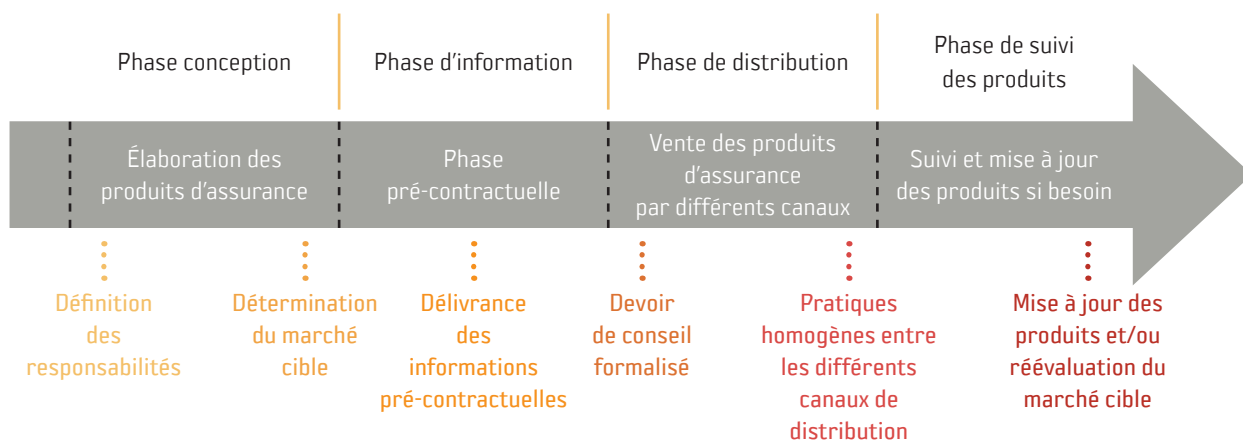 Phase conception
Phase d'information
Phase de distribution
Phase de suivi
des produits
Élaboration des
produits d'assurance
Phase
pré-contractuelle
Vente des produits
d'assurance
par différents canaux
Suivi et mise à jour
des produits si besoin
Définition
des
responsabilités
Détermination
du marché
cible
Délivrance
des
informations
pré-contractuelles
Devoir
de conseil
formalisé
Pratiques
homogènes entre
les différents
canaux de
distribution
Mise à jour des
produits et/ou
réévaluation du
marché cible